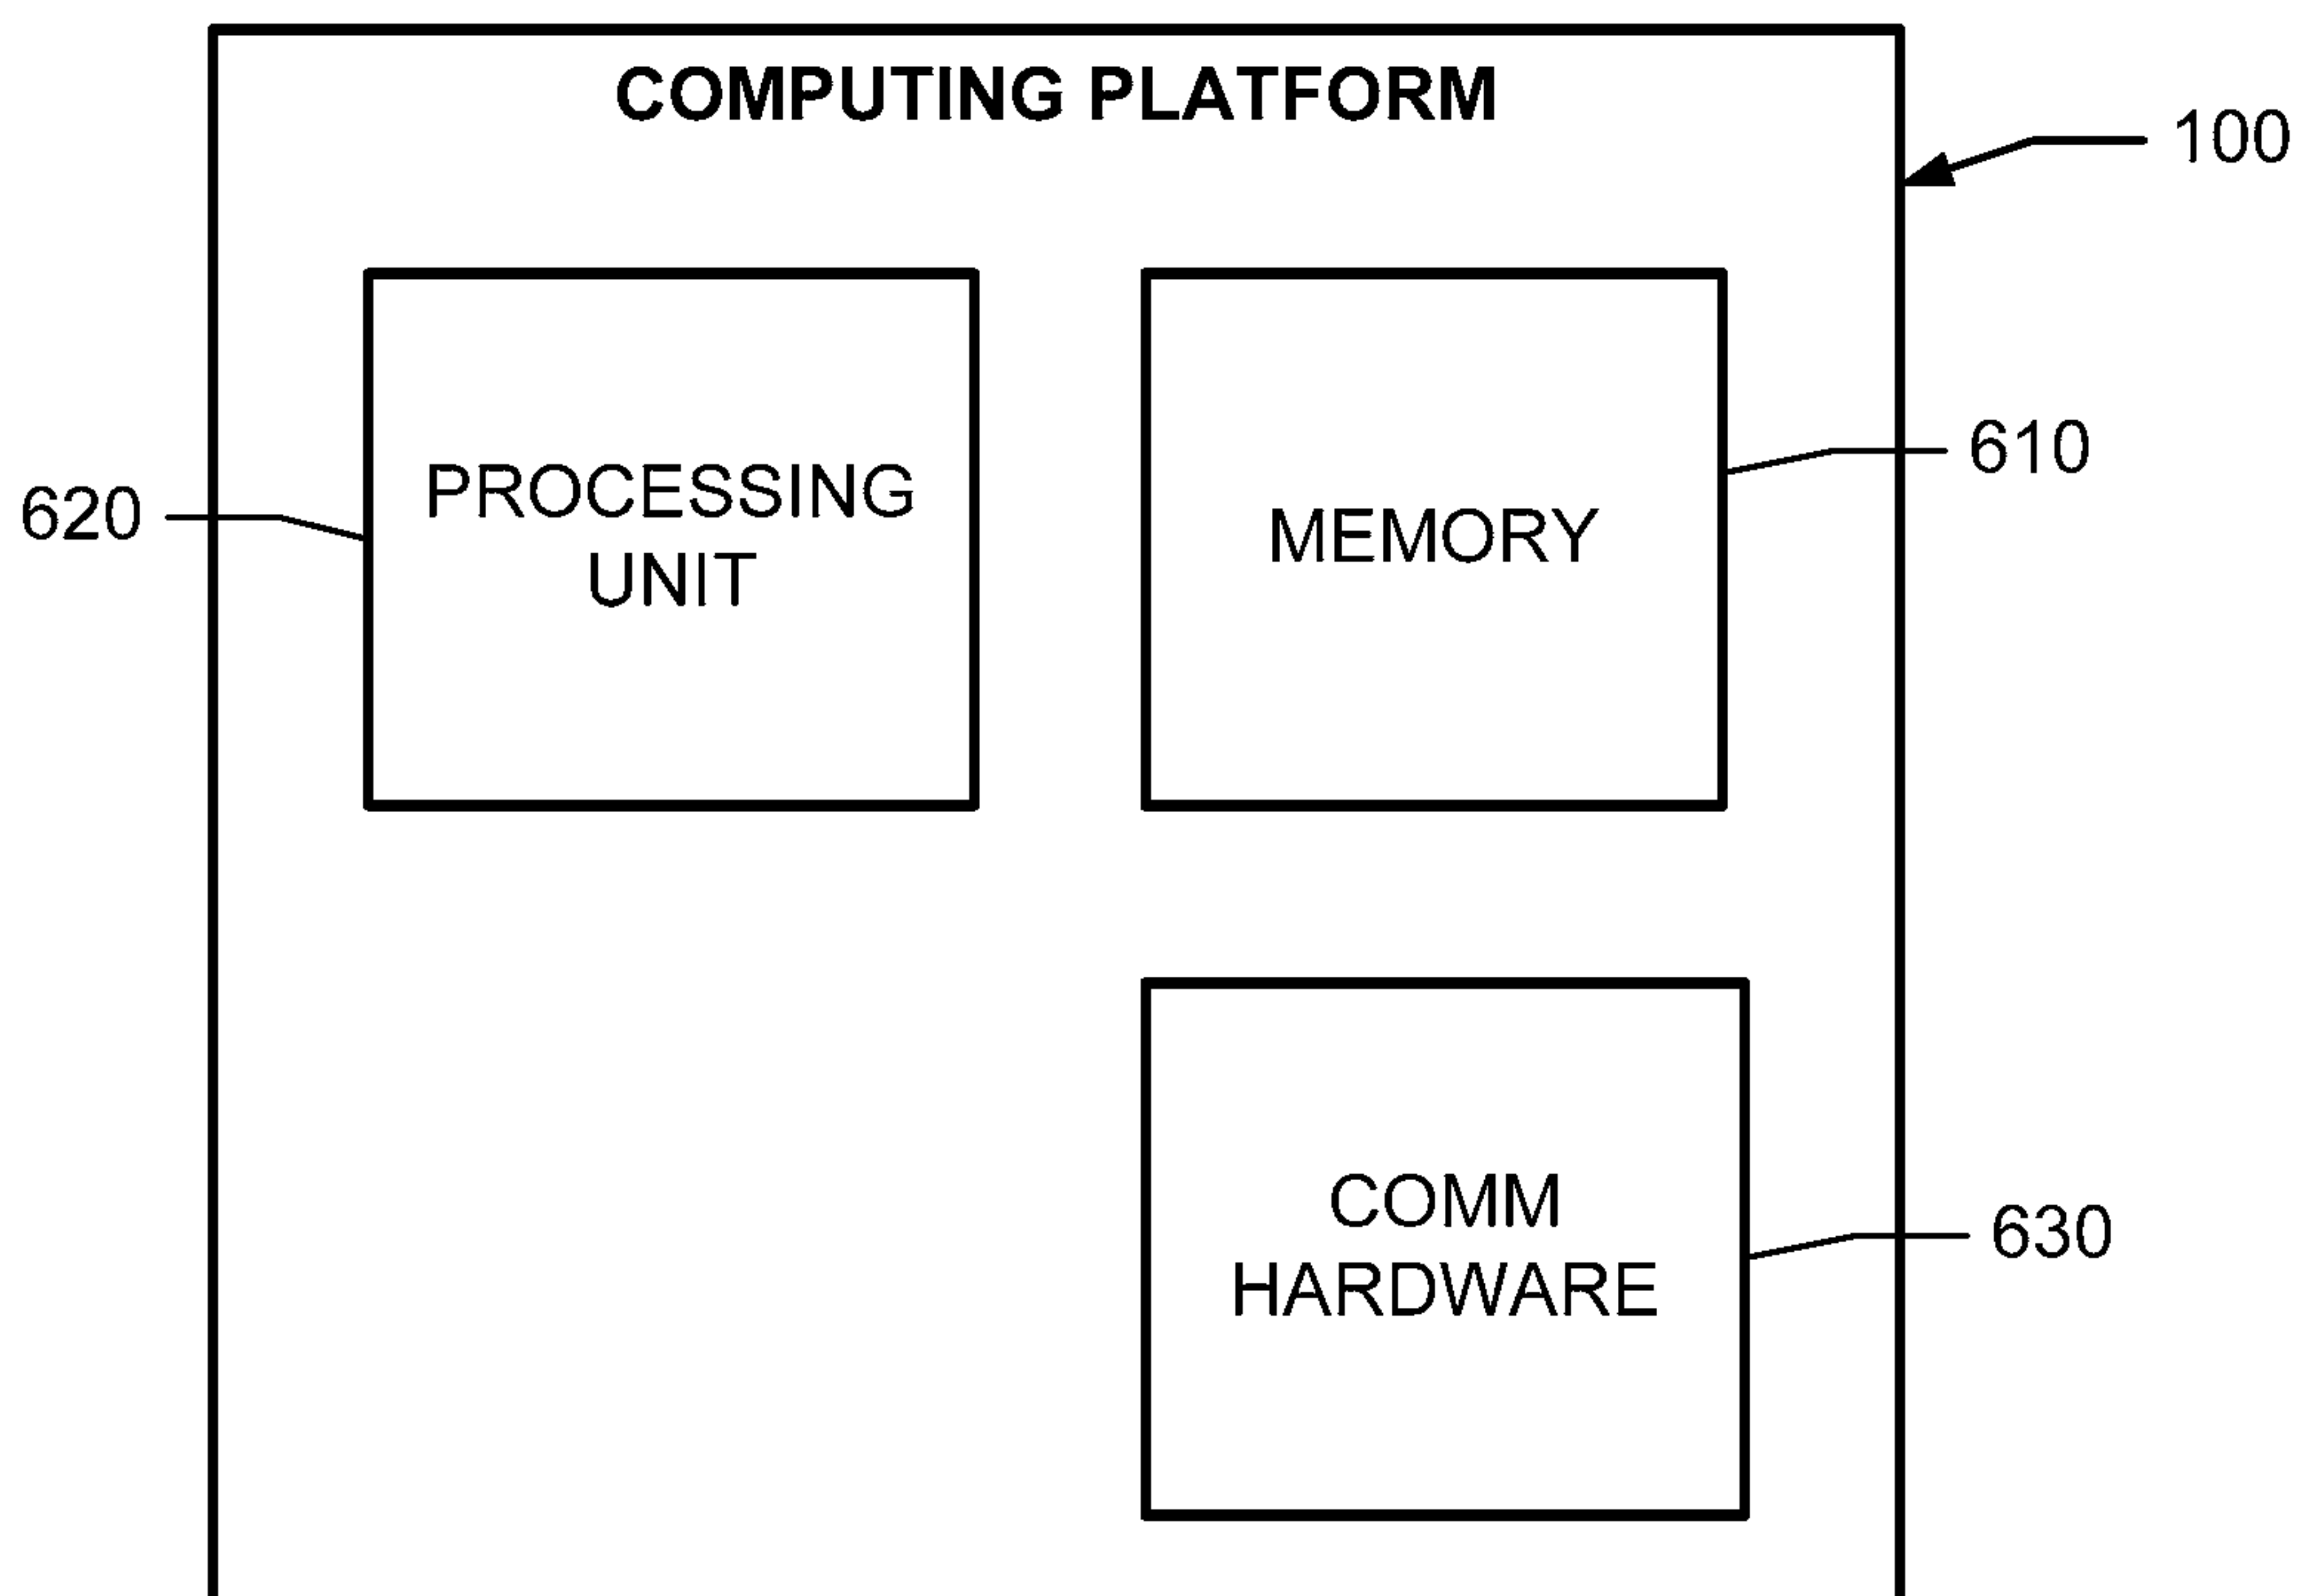 COMPUTING PLATFORM
100
PROCESSING
UNIT
620
MEMORY
610
COMM
HARDWARE
630